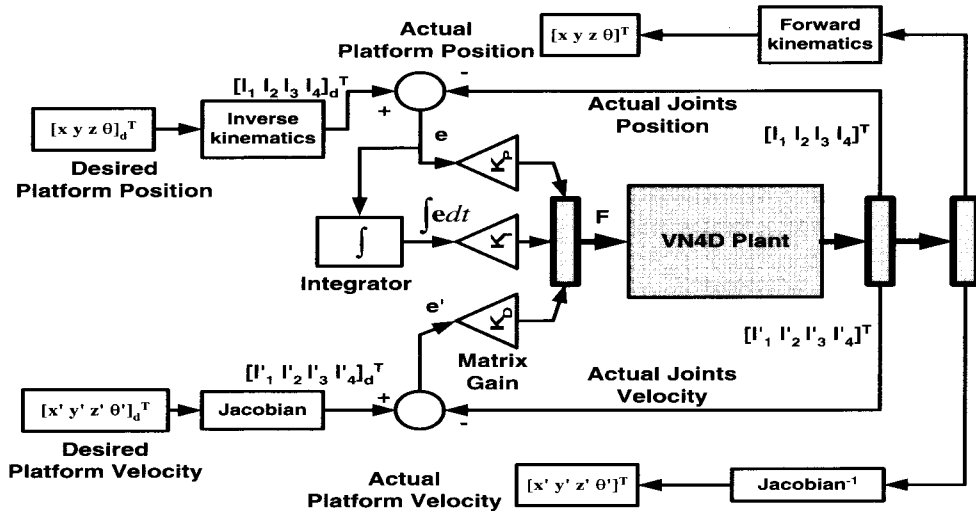 Actual
Platform Position
[x y z θ]ᵀ
Forward
kinematics
[l₁ l₂ l₃ l₄]dᵀ
-
+
[x y z θ]dᵀ
Inverse
kinematics
Actual Joints
Position
[l₁ l₂ l₃ l₄]ᵀ
Desired
Platform Position
e
Kₚ
∫edt
∫
Kᵢ
F
VN4D Plant
Integrator
e'
K_D
Matrix
Gain
[l'₁ l'₂ l'₃ l'₄]ᵀ
[l'₁ l'₂ l'₃ l'₄]dᵀ
Actual Joints
Velocity
[x' y' z' θ']dᵀ
Jacobian
+
-
Desired
Platform Velocity
Actual
Platform Velocity
[x' y' z' θ']ᵀ
Jacobian⁻¹